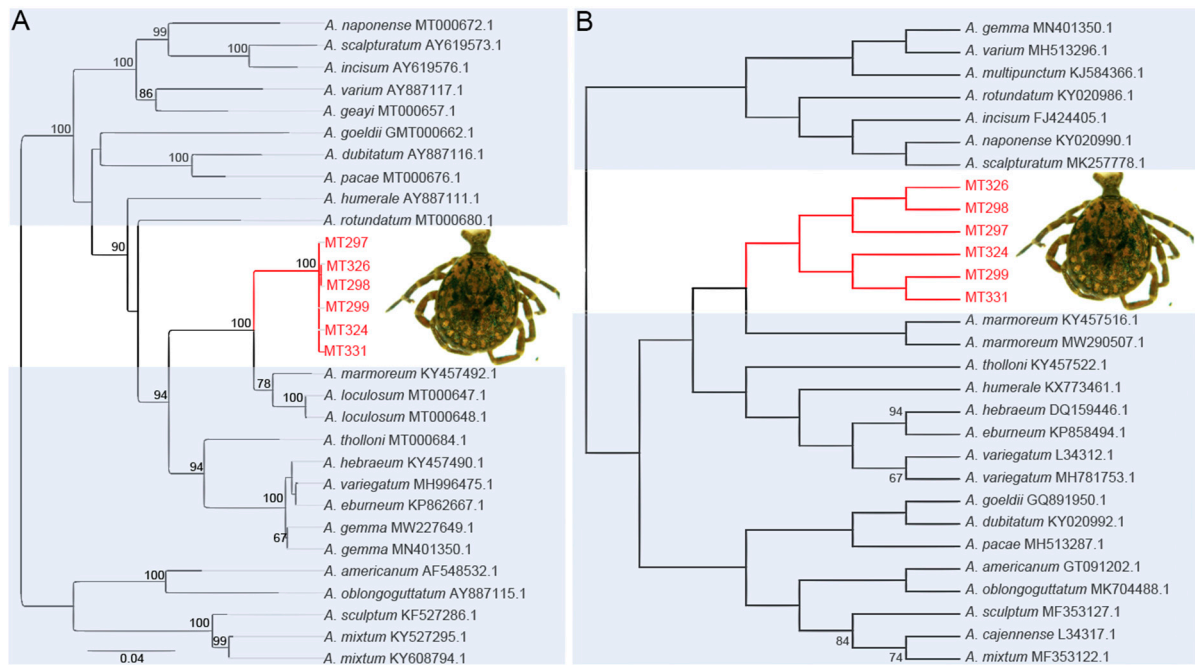 A
99
A. naponense MT000672.1
100
A. scalpturatum AY619573.1
A. incisum AY619576.1
100
86
A. varium AY887117.1
A. geayi MT000657.1
100
A. goeldii GMT000662.1
100
A. dubitatum AY887116.1
A. pacae MT000676.1
A. humerale AY887111.1
90
A. rotundatum MT000680.1
MT297
100
MT326
MT298
MT299
100
MT324
MT331
78
A. marmoreum KY457492.1
94
100
A. loculosum MT000647.1
A. loculosum MT000648.1
94
A. tholloni MT000684.1
A. hebraeum KY457490.1
A. variegatum MH996475.1
100
A. eburneum KP862667.1
A. gemma MW227649.1
67
A. gemma MN401350.1
100
A. americanum AF548532.1
A. oblongoguttatum AY887115.1
100
A. sculptum KF527286.1
99
A. mixtum KY527295.1
A. mixtum KY608794.1
0.04
B
A. gemma MN401350.1
A. varium MH513296.1
A. multipunctum KJ584366.1
A. rotundatum KY020986.1
A. incisum FJ424405.1
A. naponense KY020990.1
A. scalpturatum MK257778.1
MT326
MT298
MT297
MT324
MT299
MT331
A. marmoreum KY457516.1
A. marmoreum MW290507.1
A. tholloni KY457522.1
A. humerale KX773461.1
94
A. hebraeum DQ159446.1
A. eburneum KP858494.1
A. variegatum L34312.1
67
A. variegatum MH781753.1
A. goeldii GQ891950.1
A. dubitatum KY020992.1
A. pacae MH513287.1
A. americanum GT091202.1
A. oblongoguttatum MK704488.1
A. sculptum MF353127.1
84
A. cajennense L34317.1
74
A. mixtum MF353122.1